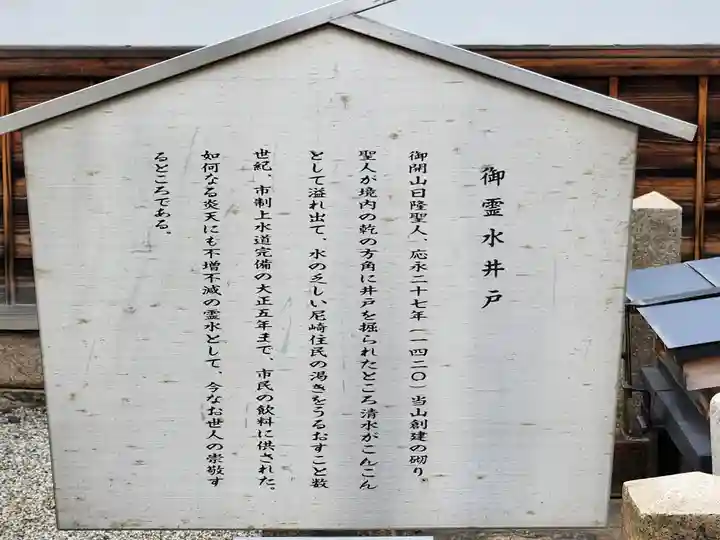 御霊水井戸
御開山日隆聖人、応永二十七年(一四二〇)当山創建の砌り、
聖人が境内の乾の方角に井戸を掘られたところ清水がこんこん
として溢れ出て、水の乏しい尼崎住民の渇きをうるおすこと数
世紀、市制上水道完備の大正五年まで、市民の飲料に供された。
如何なる炎天にも不増不滅の霊水として、今なお世人の崇敬す
るところである。